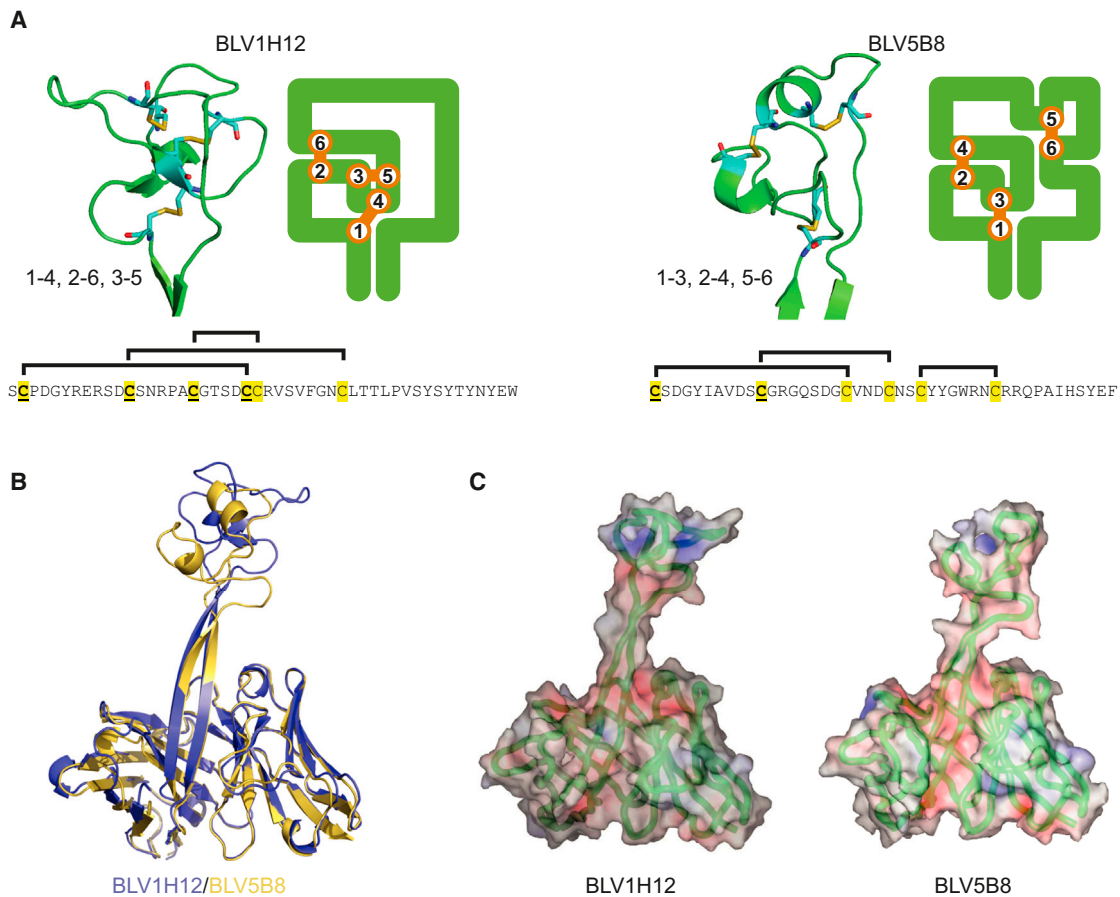 A
BLV1H12
BLV5B8
6
2
3
5
4
1
5
6
4
2
3
1
1-4, 2-6, 3-5
1-3, 2-4, 5-6
SCPDGYRERSDCSNRPACGTSDCCRVSVFGNCLTTLPVSYSYTYNYEW
CSDGYIAVDSCGRGQSDGCVNDCNSCYYGWRNCRRQPAIHSYEF
B
C
BLV1H12/BLV5B8
BLV1H12
BLV5B8